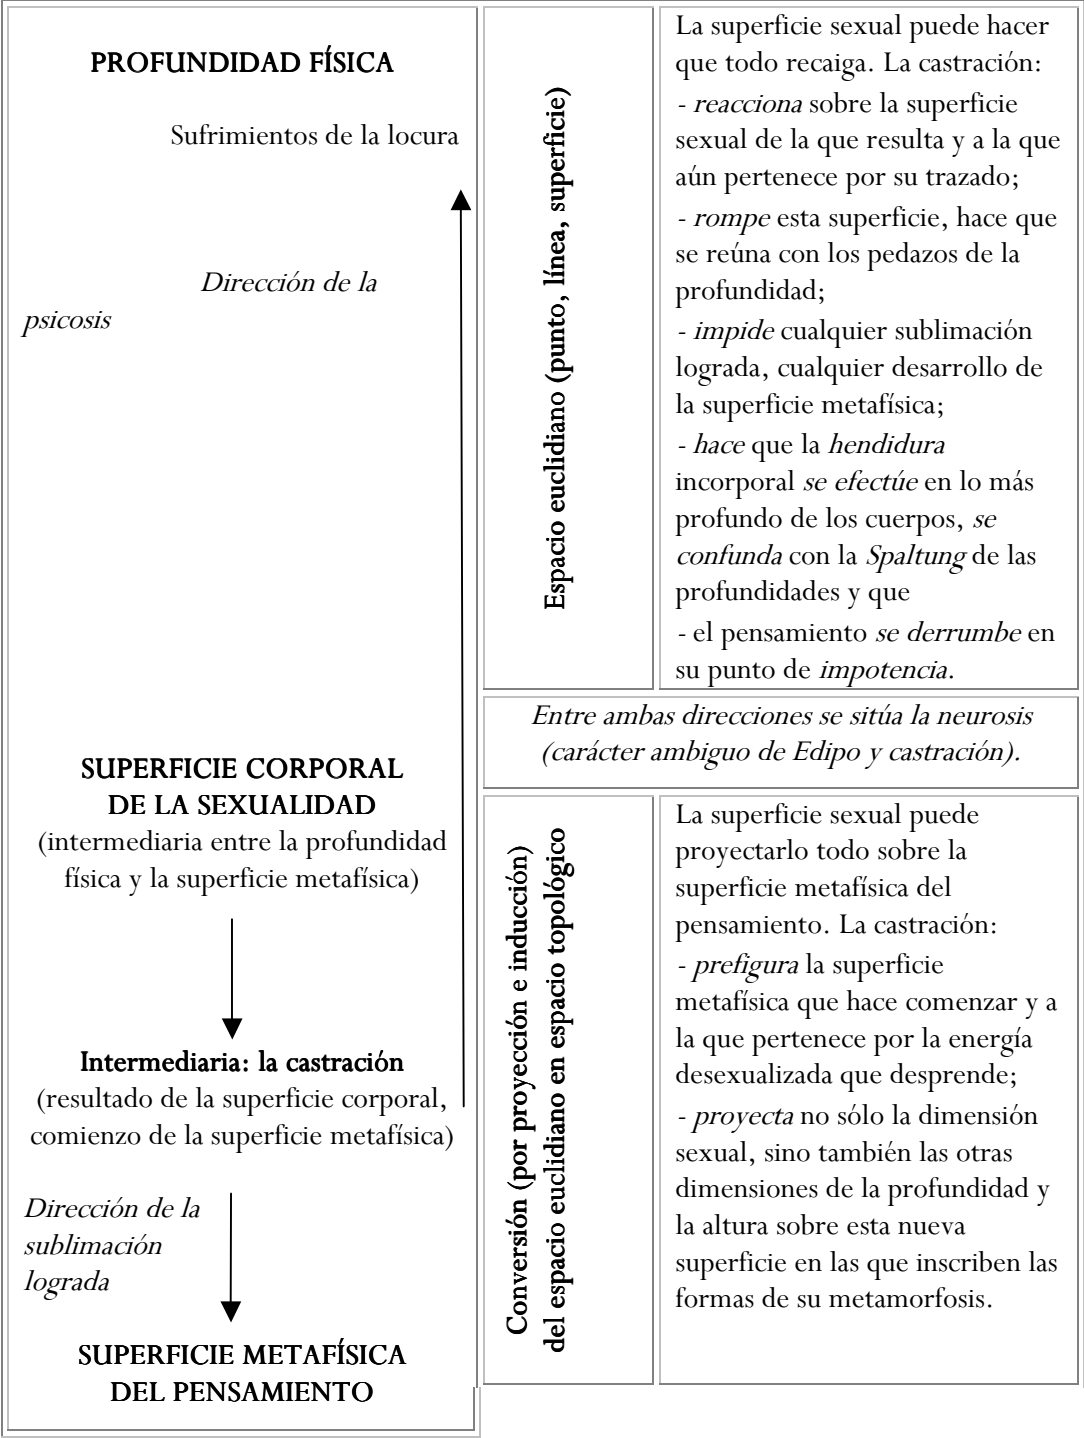 PROFUNDIDAD FÍSICA
Sufrimientos de la locura
Dirección de la
psicosis
SUPERFICIE CORPORAL
DE LA SEXUALIDAD
(intermediaria entre la profundidad
física y la superficie metafísica)
Intermediaria: la castración
(resultado de la superficie corporal,
comienzo de la superficie metafísica)
Dirección de la
sublimación
lograda
SUPERFICIE METAFÍSICA
DEL PENSAMIENTO
Espacio euclidiano (punto, línea, superficie)
La superficie sexual puede hacer
que todo recaiga. La castración:
- reacciona sobre la superficie
sexual de la que resulta y a la que
aún pertenece por su trazado;
- rompe esta superficie, hace que
se reúna con los pedazos de la
profundidad;
- impide cualquier sublimación
lograda, cualquier desarrollo de
la superficie metafísica;
- hace que la hendidura
incorporal se efectúe en lo más
profundo de los cuerpos, se
confunda con la Spaltung de las
profundidades y que
- el pensamiento se derrumbe en
su punto de impotencia.
Entre ambas direcciones se sitúa la neurosis
(carácter ambiguo de Edipo y castración).
Conversión (por proyección e inducción)
del espacio euclidiano en espacio topológico
La superficie sexual puede
proyectarlo todo sobre la
superficie metafísica del
pensamiento. La castración:
- prefigura la superficie
metafísica que hace comenzar y a
la que pertenece por la energía
desexualizada que desprende;
- proyecta no sólo la dimensión
sexual, sino también las otras
dimensiones de la profundidad y
la altura sobre esta nueva
superficie en las que inscriben las
formas de su metamorfosis.